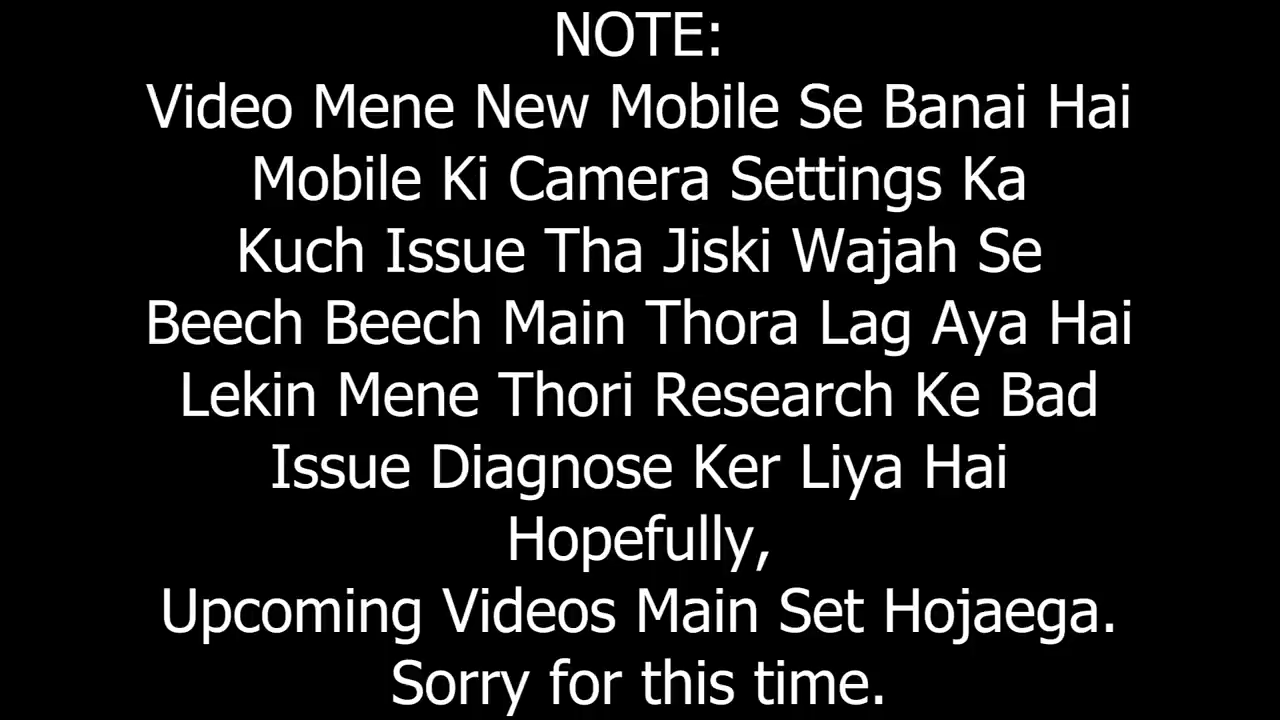 NOTE:
Video Mene New Mobile Se Banai Hai
Mobile Ki Camera Settings Ka
Kuch Issue Tha Jiski Wajah Se
Beech Beech Main Thora Lag Aya Hai
Lekin Mene Thori Research Ke Bad
Issue Diagnose Ker Liya Hai
Hopefully,
Upcoming Videos Main Set Hojaega.
Sorry for this time.